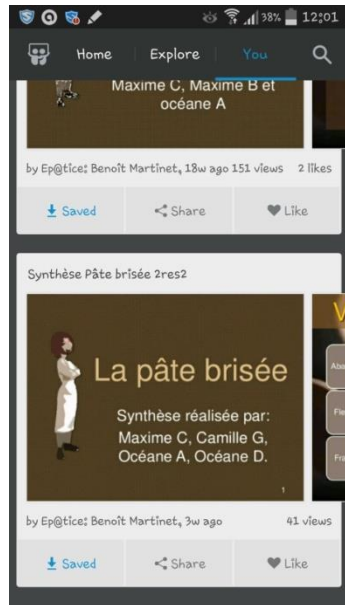 38% 12:01
Home Explore You
Maxime C, Maxime B et
océane A
by Ep@tice: Benoît Martinet, 18w ago 151 views 2 likes
Saved Share Like
Synthèse Pâte brisée 2res2
La pâte brisée
Synthèse réalisée par:
Maxime C, Camille G,
Océane A, Océane D.
1
by Ep@tice: Benoît Martinet, 3w ago 41 views
Saved Share Like